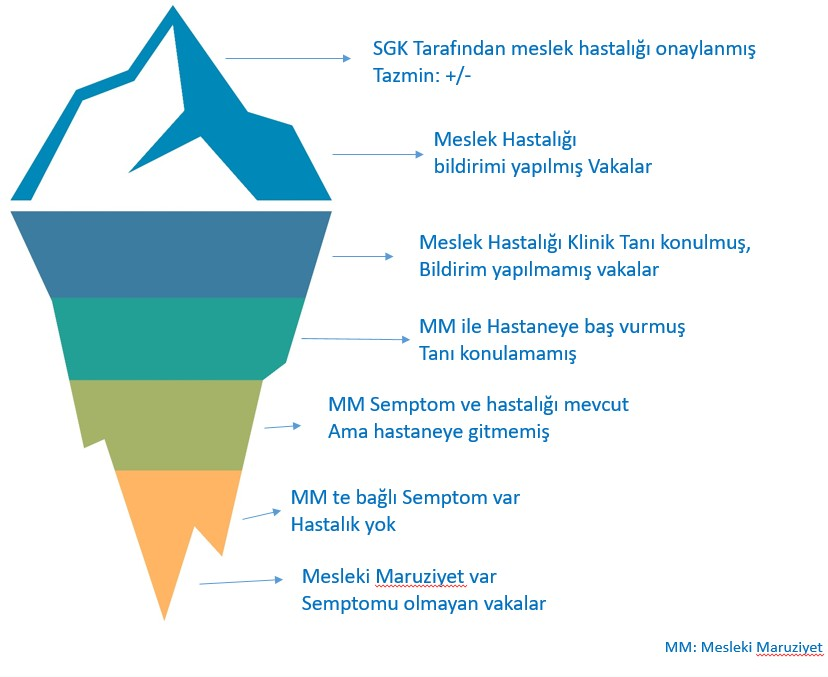 SGK Tarafından meslek hastalığı onaylanmış
Tazmin: +/-
Meslek Hastalığı
bildirimi yapılmış Vakalar
Meslek Hastalığı Klinik Tanı konulmuş,
Bildirim yapılmamış vakalar
MM ile Hastaneye baş vurmuş
Tanı konulamamış
MM Semptom ve hastalığı mevcut
Ama hastaneye gitmemiş
MM te bağlı Semptom var
Hastalık yok
Mesleki Maruziyet var
Semptomu olmayan vakalar
MM: Mesleki Maruziyet